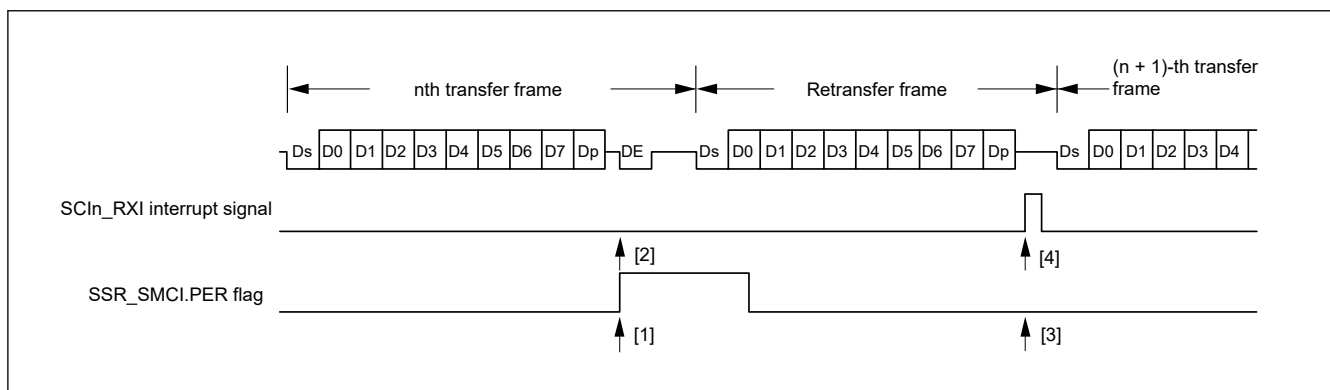 nth transfer frame
Retransfer frame
(n + 1)-th transfer
frame
Ds D0 D1 D2 D3 D4 D5 D6 D7 Dp DE Ds D0 D1 D2 D3 D4 D5 D6 D7 Dp Ds D0 D1 D2 D3 D4
SCIn_RXI interrupt signal
[2] [4]
SSR_SMCI.PER flag
[1] [3]